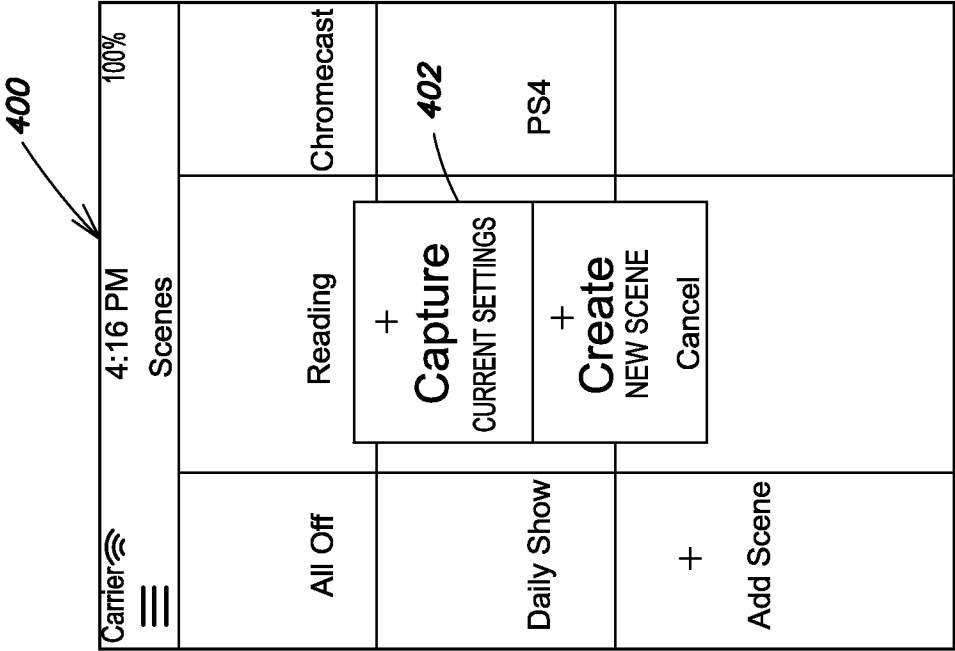 400
Carrier 4:16 PM 100%
Scenes
All Off Reading Chromecast
+
Capture
CURRENT SETTINGS
402
Daily Show PS4
+
Create
NEW SCENE
Cancel
+
Add Scene